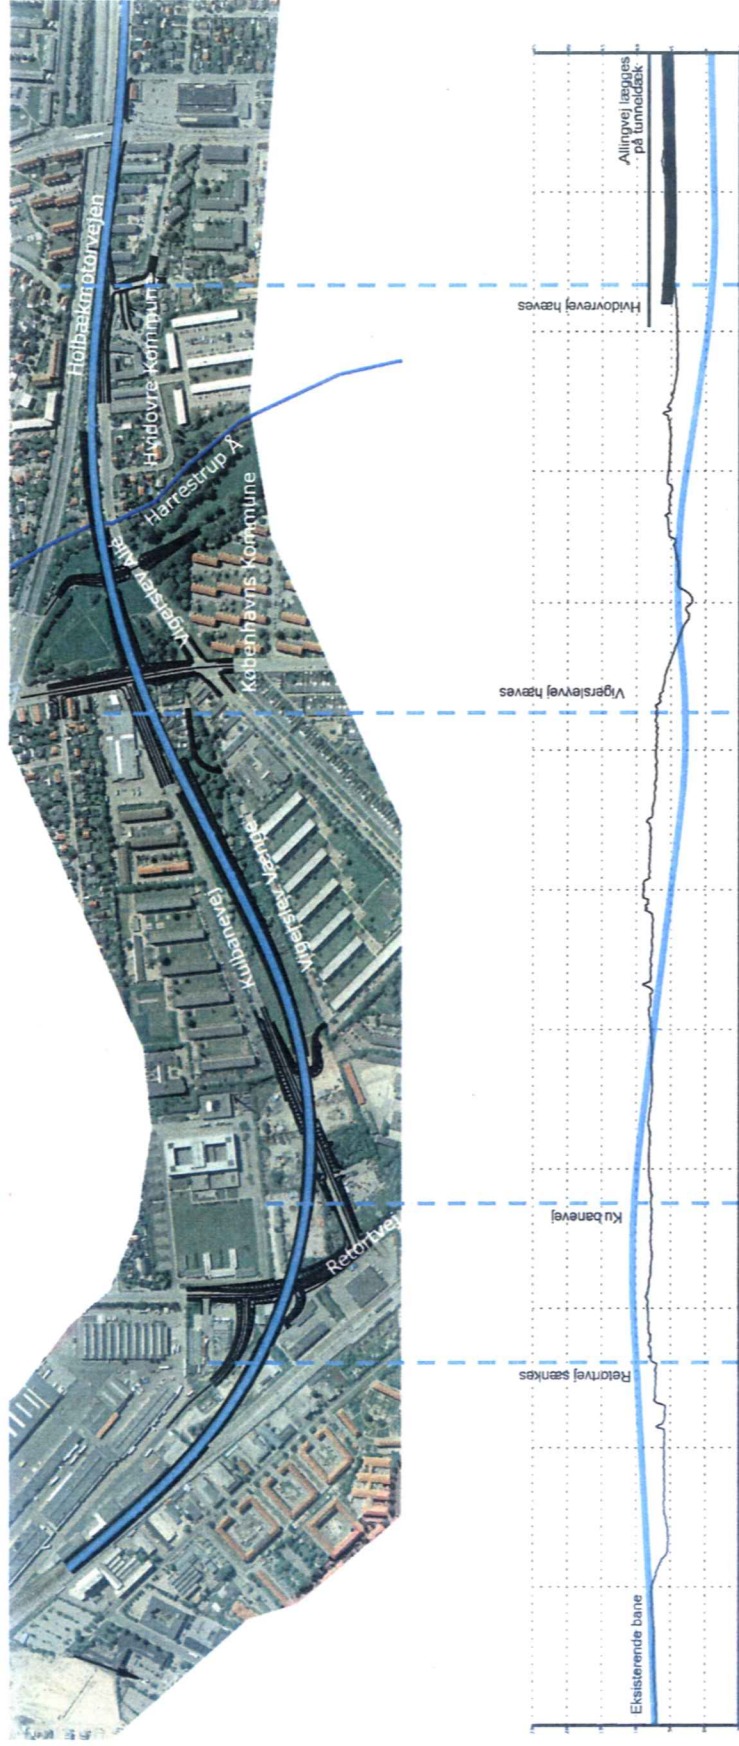 Holbækmotorvejen
Hvidovre Kommune
Harrestrup Å
Vigerslev Allé
Københavns Kommune
Kulbanevej
Vigerslev Vænge
Retortvej
Allingvej lægges
på tunneldæk
Hvidovrevej hæves
Vigerslevvej hæves
Kulbanevej
Retortvej sænkes
Eksisterende bane